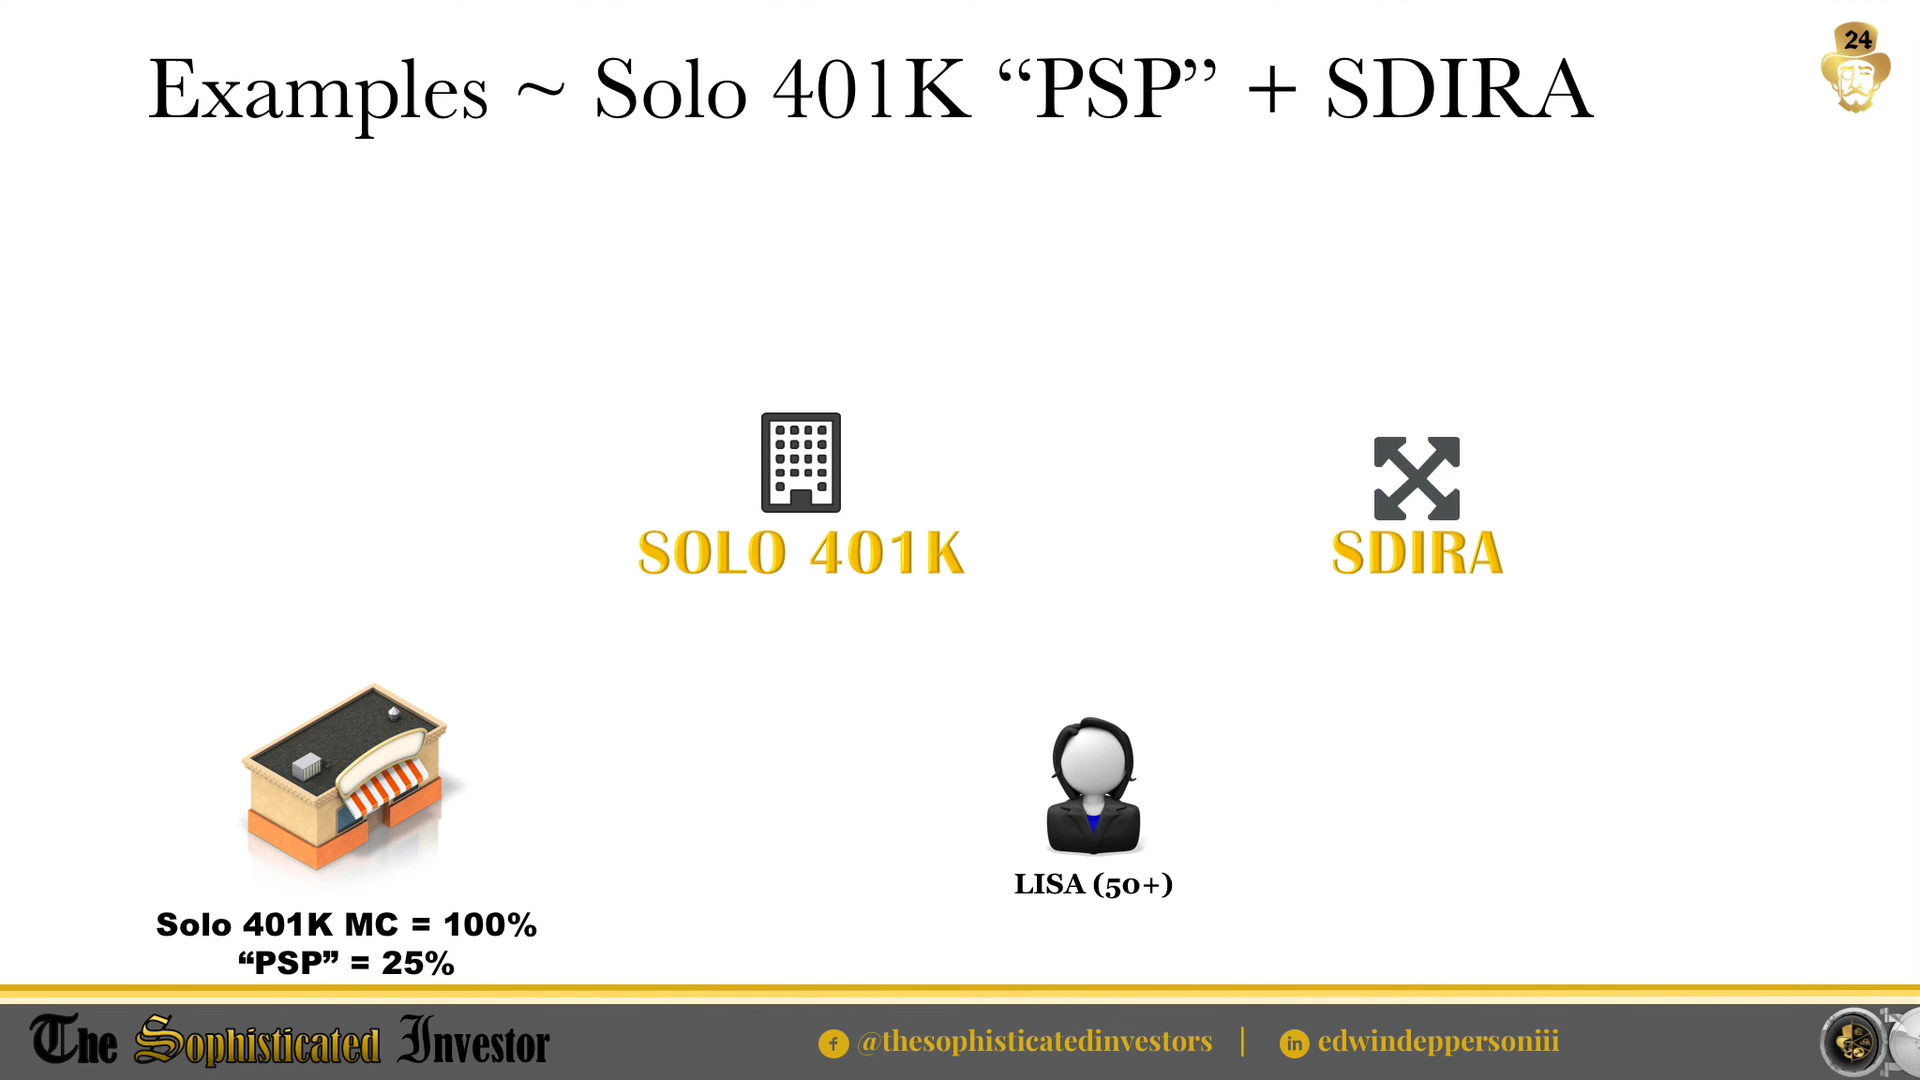 Examples ~ Solo 401K “PSP” + SDIRA
24
SOLO 401K
SDIRA
LISA (50+)
Solo 401K MC = 100%
“PSP” = 25%
The Sophisticated Investor
@thesophisticatedinvestors | edwindeppersoniii